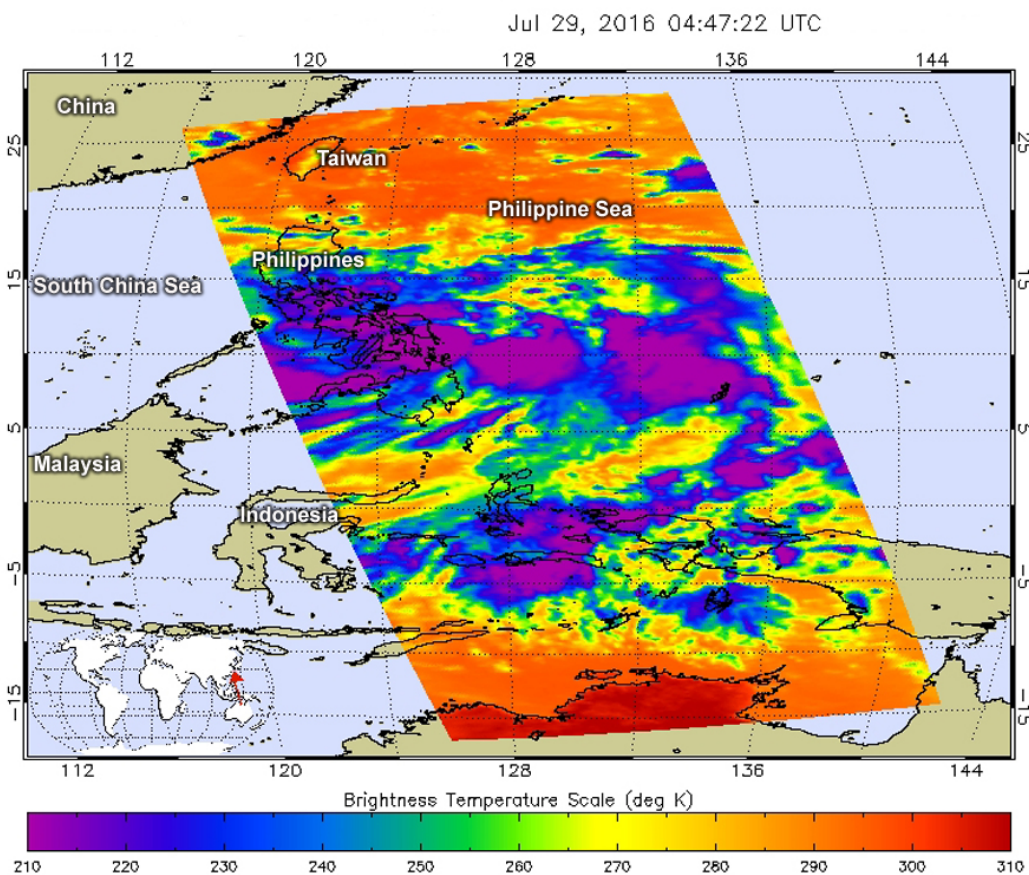 Jul 29, 2016 04:47:22 UTC
112 120 128 136 144
China
25 25
Taiwan
Philippine Sea
Philippines
South China Sea
15 15
5 5
Malaysia
Indonesia
-5 -5
-15 -15
112 120 128 136 144
Brightness Temperature Scale (deg K)
210 220 230 240 250 260 270 280 290 300 310